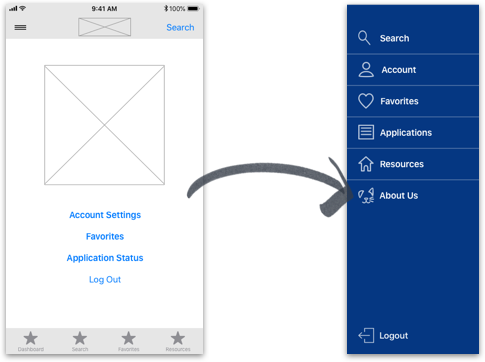 9:41 AM
100%
Search
Account Settings
Favorites
Application Status
Log Out
Dashboard
Search
Favorites
Resources
Search
Account
Favorites
Applications
Resources
About Us
Logout